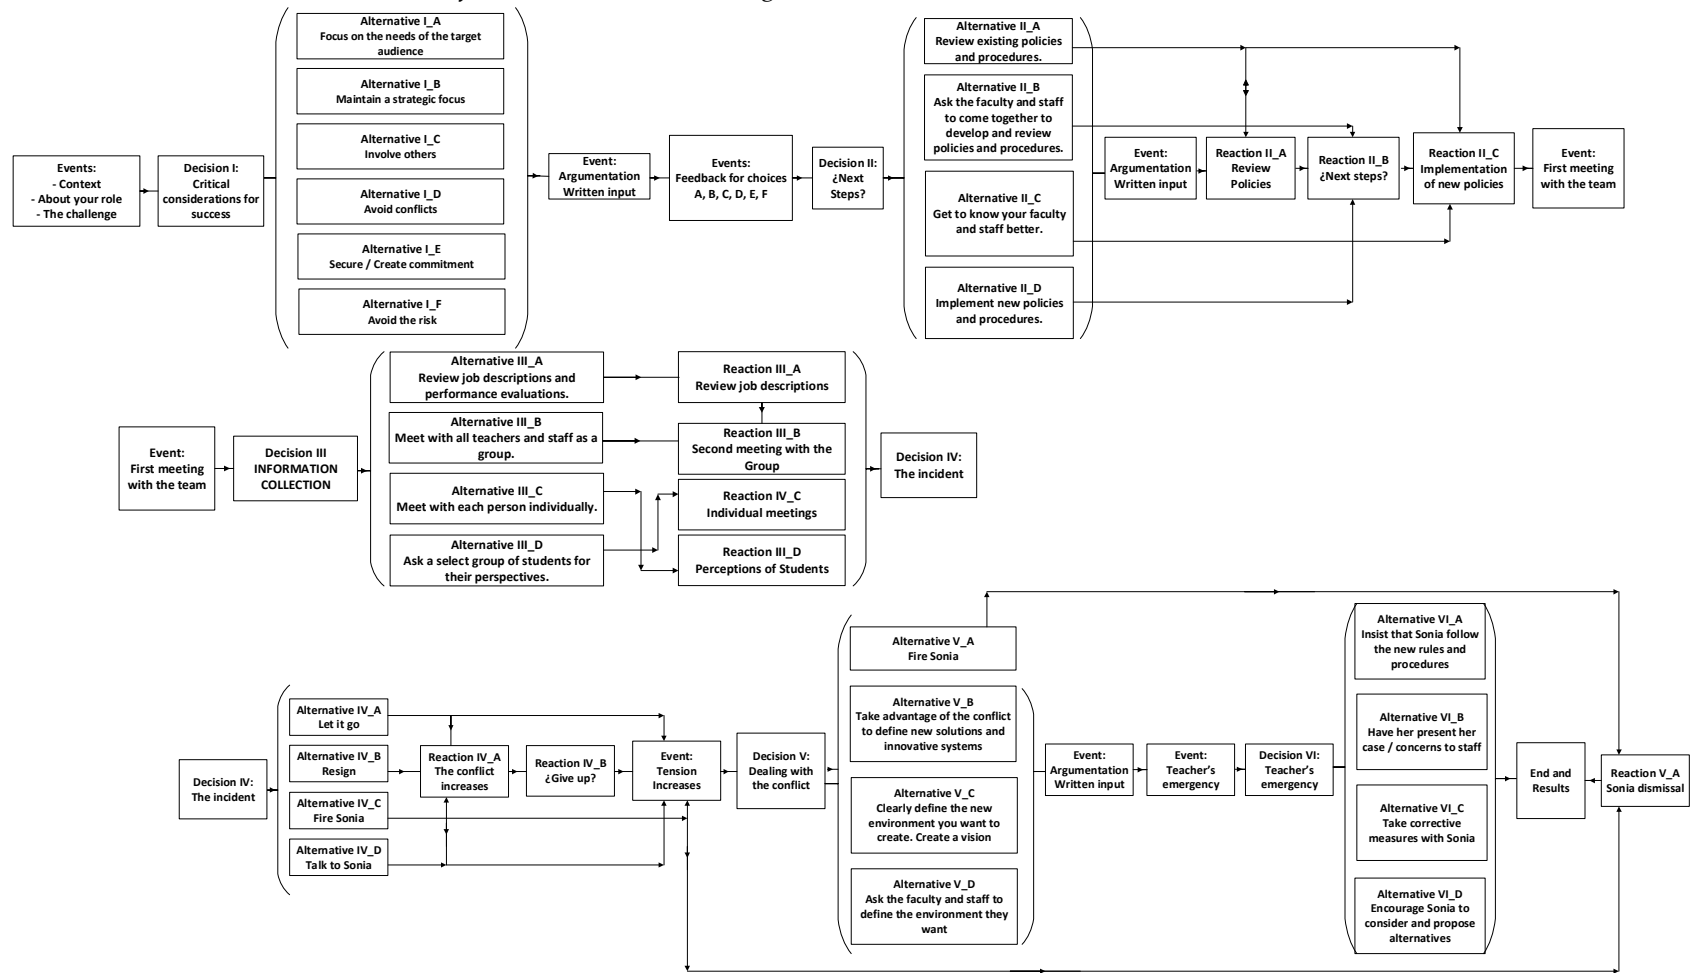 Events:
- Context
- About your role
- The challenge
Decision I:
Critical
considerations for
success
Alternative I_A
Focus on the needs of the target
audience
Alternative I_B
Maintain a strategic focus
Alternative I_C
Involve others
Alternative I_D
Avoid conflicts
Alternative I_E
Secure / Create commitment
Alternative I_F
Avoid the risk
Event:
Argumentation
Written input
Events:
Feedback for choices
A, B, C, D, E, F
Decision II:
¿Next
Steps?
Alternative II_A
Review existing policies
and procedures.
Alternative II_B
Ask the faculty and staff
to come together to
develop and review
policies and procedures.
Alternative II_C
Get to know your faculty
and staff better.
Alternative II_D
Implement new policies
and procedures.
Event:
Argumentation
Written input
Reaction II_A
Review
Policies
Reaction II_B
¿Next steps?
Reaction II_C
Implementation
of new policies
Event:
First meeting
with the team
Event:
First meeting
with the team
Decision III
INFORMATION
COLLECTION
Alternative III_A
Review job descriptions and
performance evaluations.
Alternative III_B
Meet with all teachers and staff as a
group.
Alternative III_C
Meet with each person individually.
Alternative III_D
Ask a select group of students for
their perspectives.
Reaction III_A
Review job descriptions
Reaction III_B
Second meeting with the
Group
Reaction IV_C
Individual meetings
Reaction III_D
Perceptions of Students
Decision IV:
The incident
Decision IV:
The incident
Alternative IV_A
Let it go
Alternative IV_B
Resign
Alternative IV_C
Fire Sonia
Alternative IV_D
Talk to Sonia
Reaction IV_A
The conflict
increases
Reaction IV_B
¿Give up?
Event:
Tension
Increases
Decision V:
Dealing with
the conflict
Alternative V_A
Fire Sonia
Alternative V_B
Take advantage of the conflict
to define new solutions and
innovative systems
Alternative V_C
Clearly define the new
environment you want to
create. Create a vision
Alternative V_D
Ask the faculty and staff to
define the environment they
want
Event:
Argumentation
Written input
Event:
Teacher’s
emergency
Decision VI:
Teacher’s
emergency
Alternative VI_A
Insist that Sonia follow
the new rules and
procedures
Alternative VI_B
Have her present her
case / concerns to staff
Alternative VI_C
Take corrective
measures with Sonia
Alternative VI_D
Encourage Sonia to
consider and propose
alternatives
End and
Results
Reaction V_A
Sonia dismissal